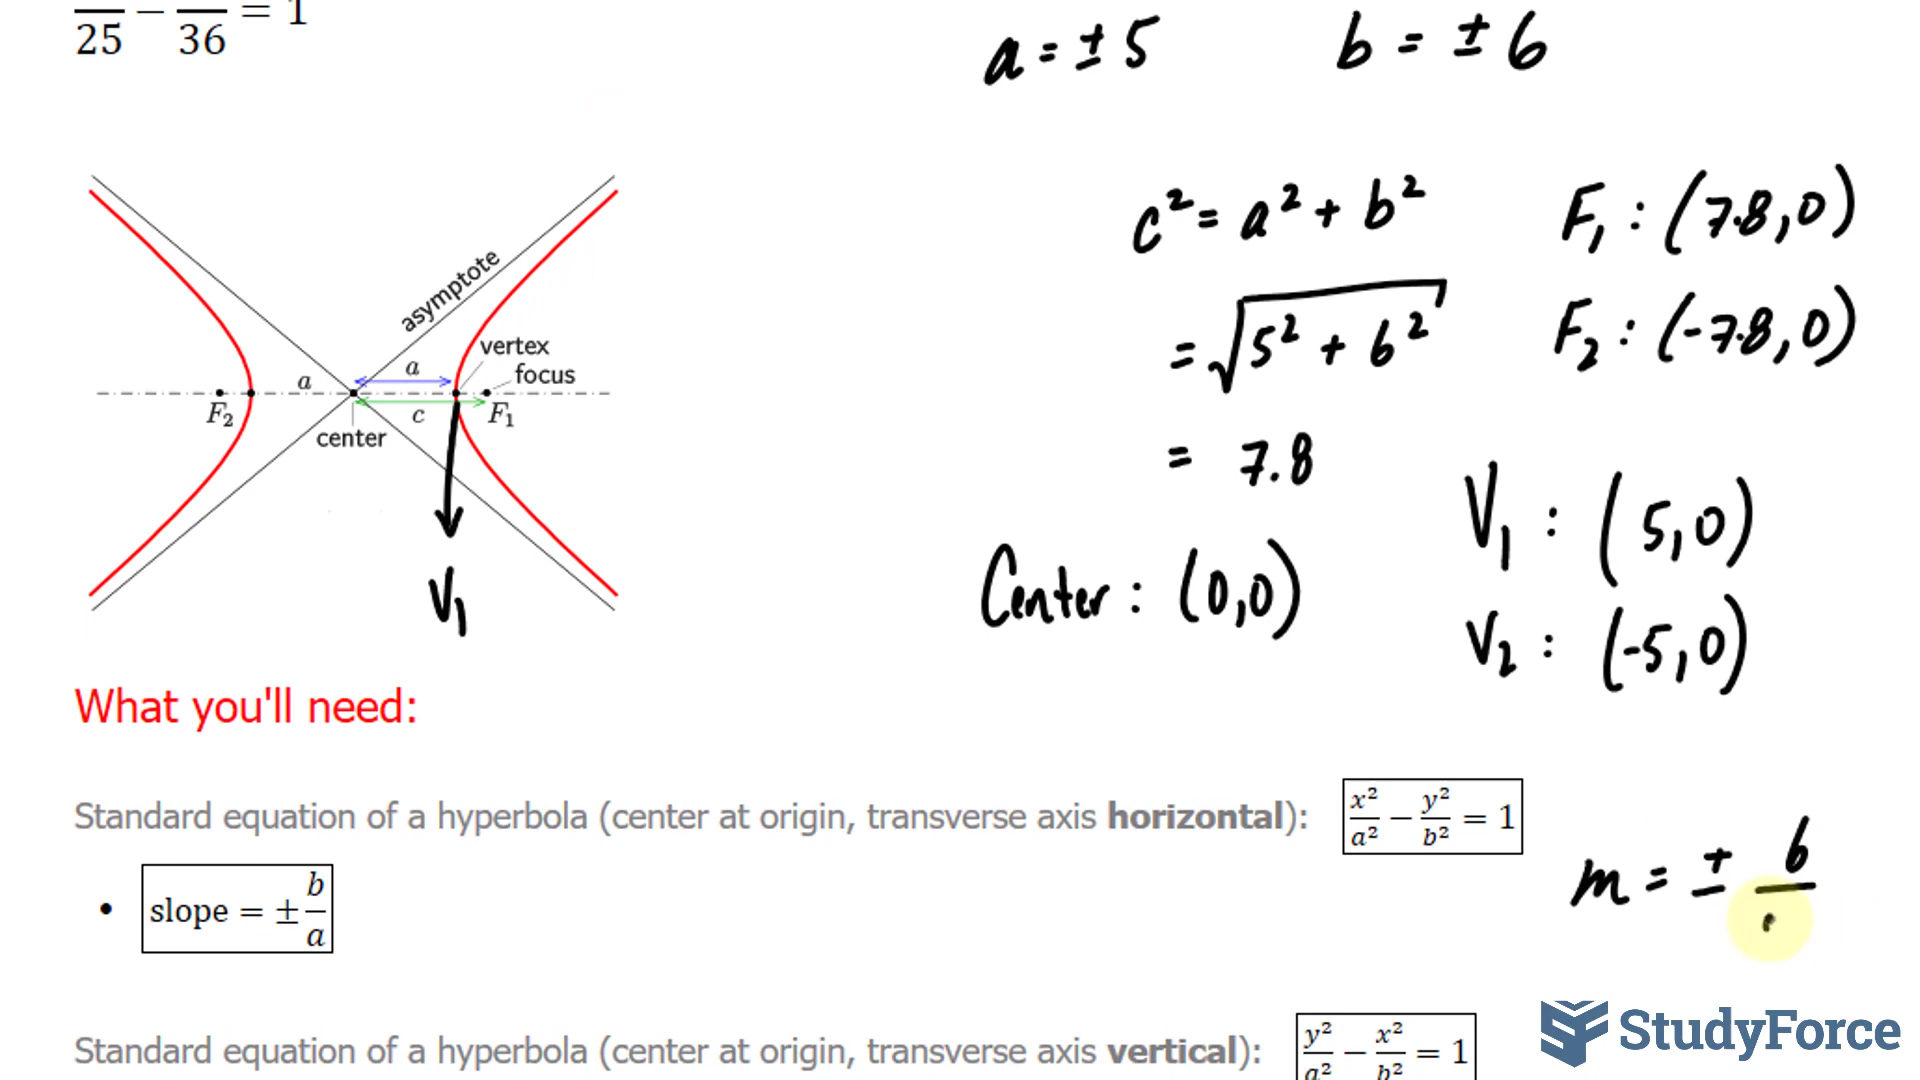 25 − 36 = 1
a = ± 5
b = ± 6
c² = a² + b²
F₁ : (7.8, 0)
= √5² + 6²
F₂ : (-7.8, 0)
= 7.8
V₁ : (5,0)
Center : (0,0)
V₂ : (-5,0)
asymptote
vertex
a
focus
a
F₂
c
F₁
center
V₁
What you'll need:
Standard equation of a hyperbola (center at origin, transverse axis horizontal): x²/a² − y²/b² = 1
m = ± b
• slope = ± b/a
StudyForce
Standard equation of a hyperbola (center at origin, transverse axis vertical): y²/a² − x²/b² = 1